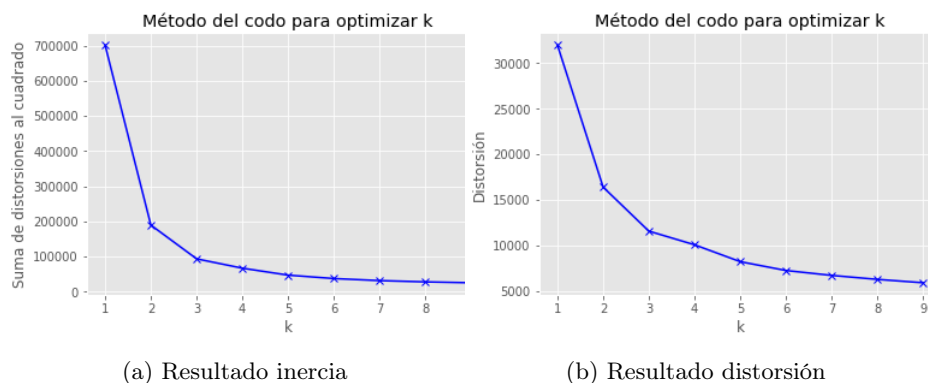 Método del codo para optimizar k
700000
600000
500000
400000
300000
200000
100000
0
Suma de distorsiones al cuadrado
1 2 3 4 5 6 7 8
k
(a) Resultado inercia
Método del codo para optimizar k
30000
25000
20000
15000
10000
5000
Distorsión
1 2 3 4 5 6 7 8 9
k
(b) Resultado distorsión